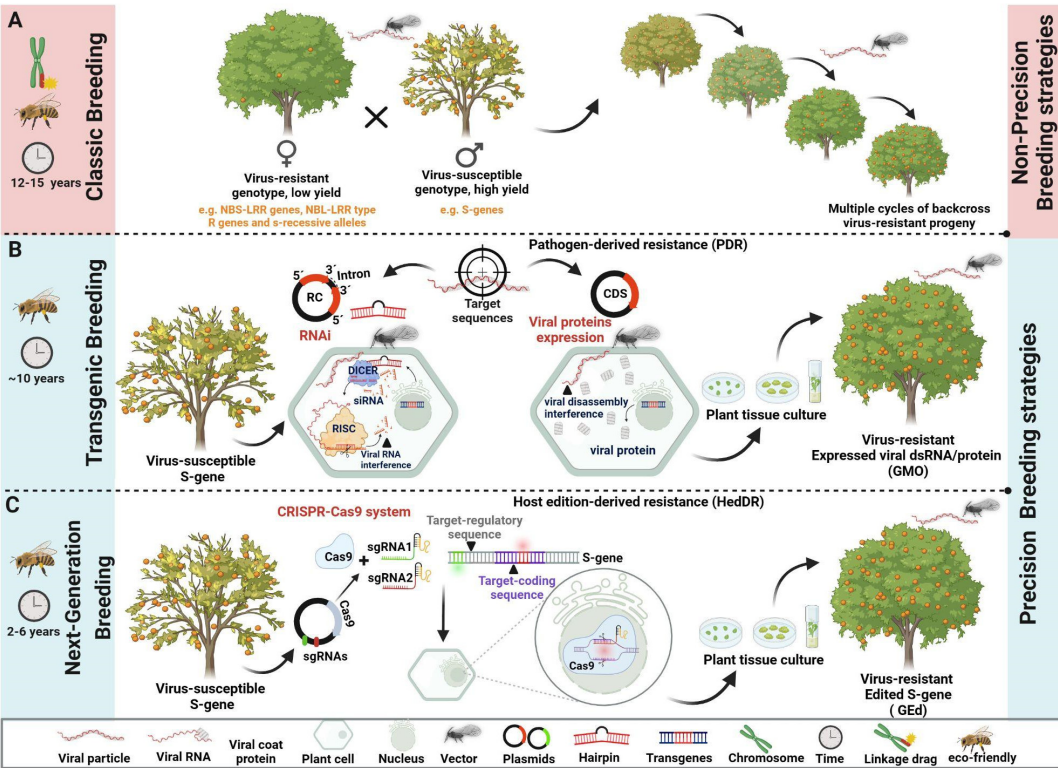 A
Classic Breeding
12-15 years
Virus-resistant
genotype, low yield
e.g. NBS-LRR genes, NBL-LRR type
R genes and s-recessive alleles
Virus-susceptible
genotype, high yield
e.g. S-genes
Multiple cycles of backcross
virus-resistant progeny
Non-Precision
Breeding strategies
B
Transgenic Breeding
~10 years
Virus-susceptible
S-gene
Pathogen-derived resistance (PDR)
5´
3´
Intron
3´
5´
RC
RNAi
Target
sequences
CDS
Viral proteins
expression
DICER
siRNA
RISC
Viral RNA
interference
viral disassembly
interference
viral protein
Plant tissue culture
Virus-resistant
Expressed viral dsRNA/protein
(GMO)
Precision Breeding strategies
C
Next-Generation
Breeding
2-6 years
Virus-susceptible
S-gene
Host edition-derived resistance (HedDR)
CRISPR-Cas9 system
Cas9
+
sgRNA1
sgRNA2
Cas9
sgRNAs
Target-regulatory
sequence
S-gene
Target-coding
sequence
Cas9
Plant tissue culture
Virus-resistant
Edited S-gene
( GEd)
Viral particle
Viral RNA
Viral coat
protein
Plant cell
Nucleus
Vector
Plasmids
Hairpin
Transgenes
Chromosome
Time
Linkage drag
eco-friendly